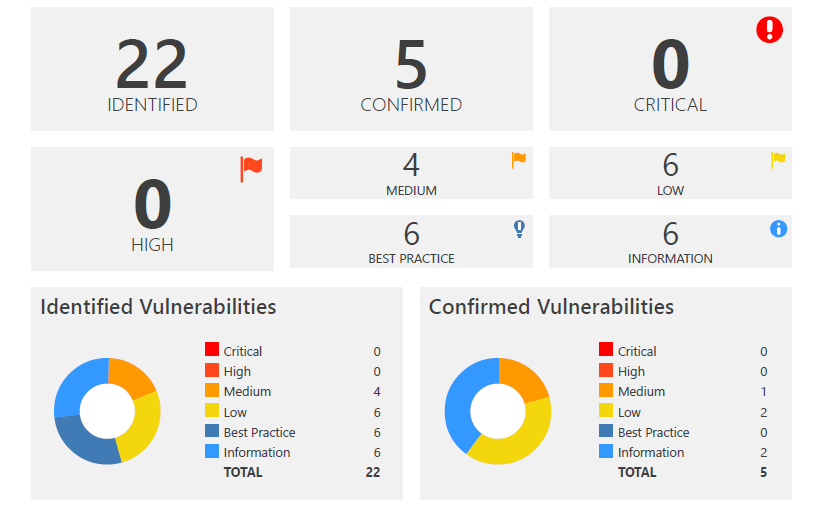 22
IDENTIFIED
5
CONFIRMED
0
CRITICAL
0
HIGH
4
MEDIUM
6
LOW
6
BEST PRACTICE
6
INFORMATION
Identified Vulnerabilities
Critical 0
High 0
Medium 4
Low 6
Best Practice 6
Information 6
TOTAL 22
Confirmed Vulnerabilities
Critical 0
High 0
Medium 1
Low 2
Best Practice 0
Information 2
TOTAL 5